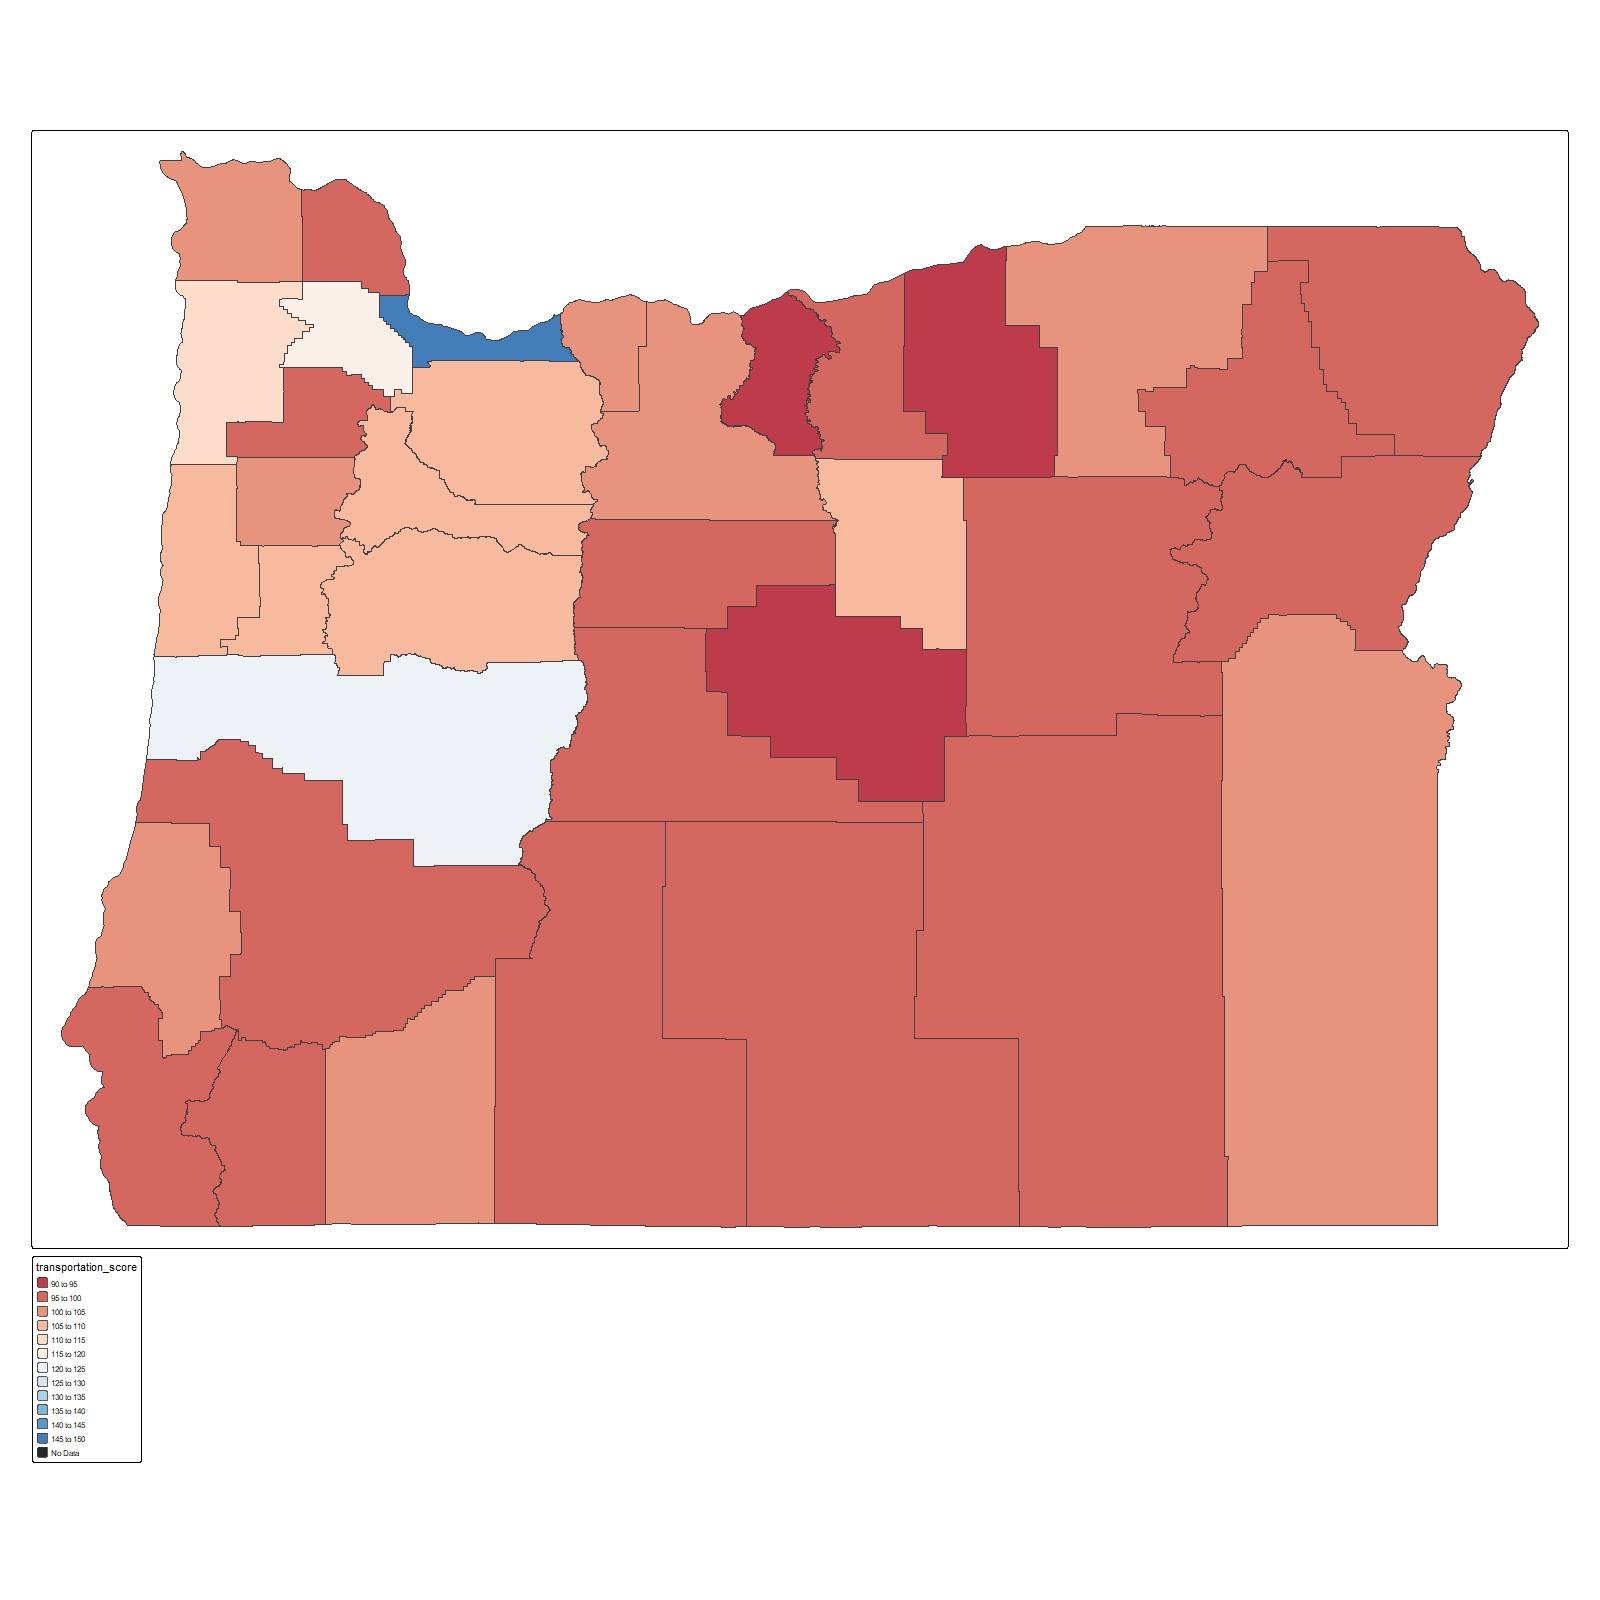 transportation_score
90 to 95
95 to 100
100 to 105
105 to 110
110 to 115
115 to 120
120 to 125
125 to 130
130 to 135
135 to 140
140 to 145
145 to 150
No Data